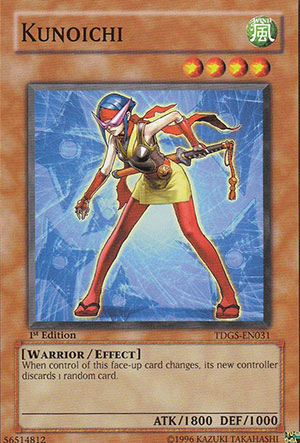 KUNOICHI
WIND
風
1st Edition
TDGS-EN031
[WARRIOR/EFFECT]
When control of this face-up card changes, its new controller
discards 1 random card.
ATK/1800 DEF/1000
56514812
©1996 KAZUKI TAKAHASHI